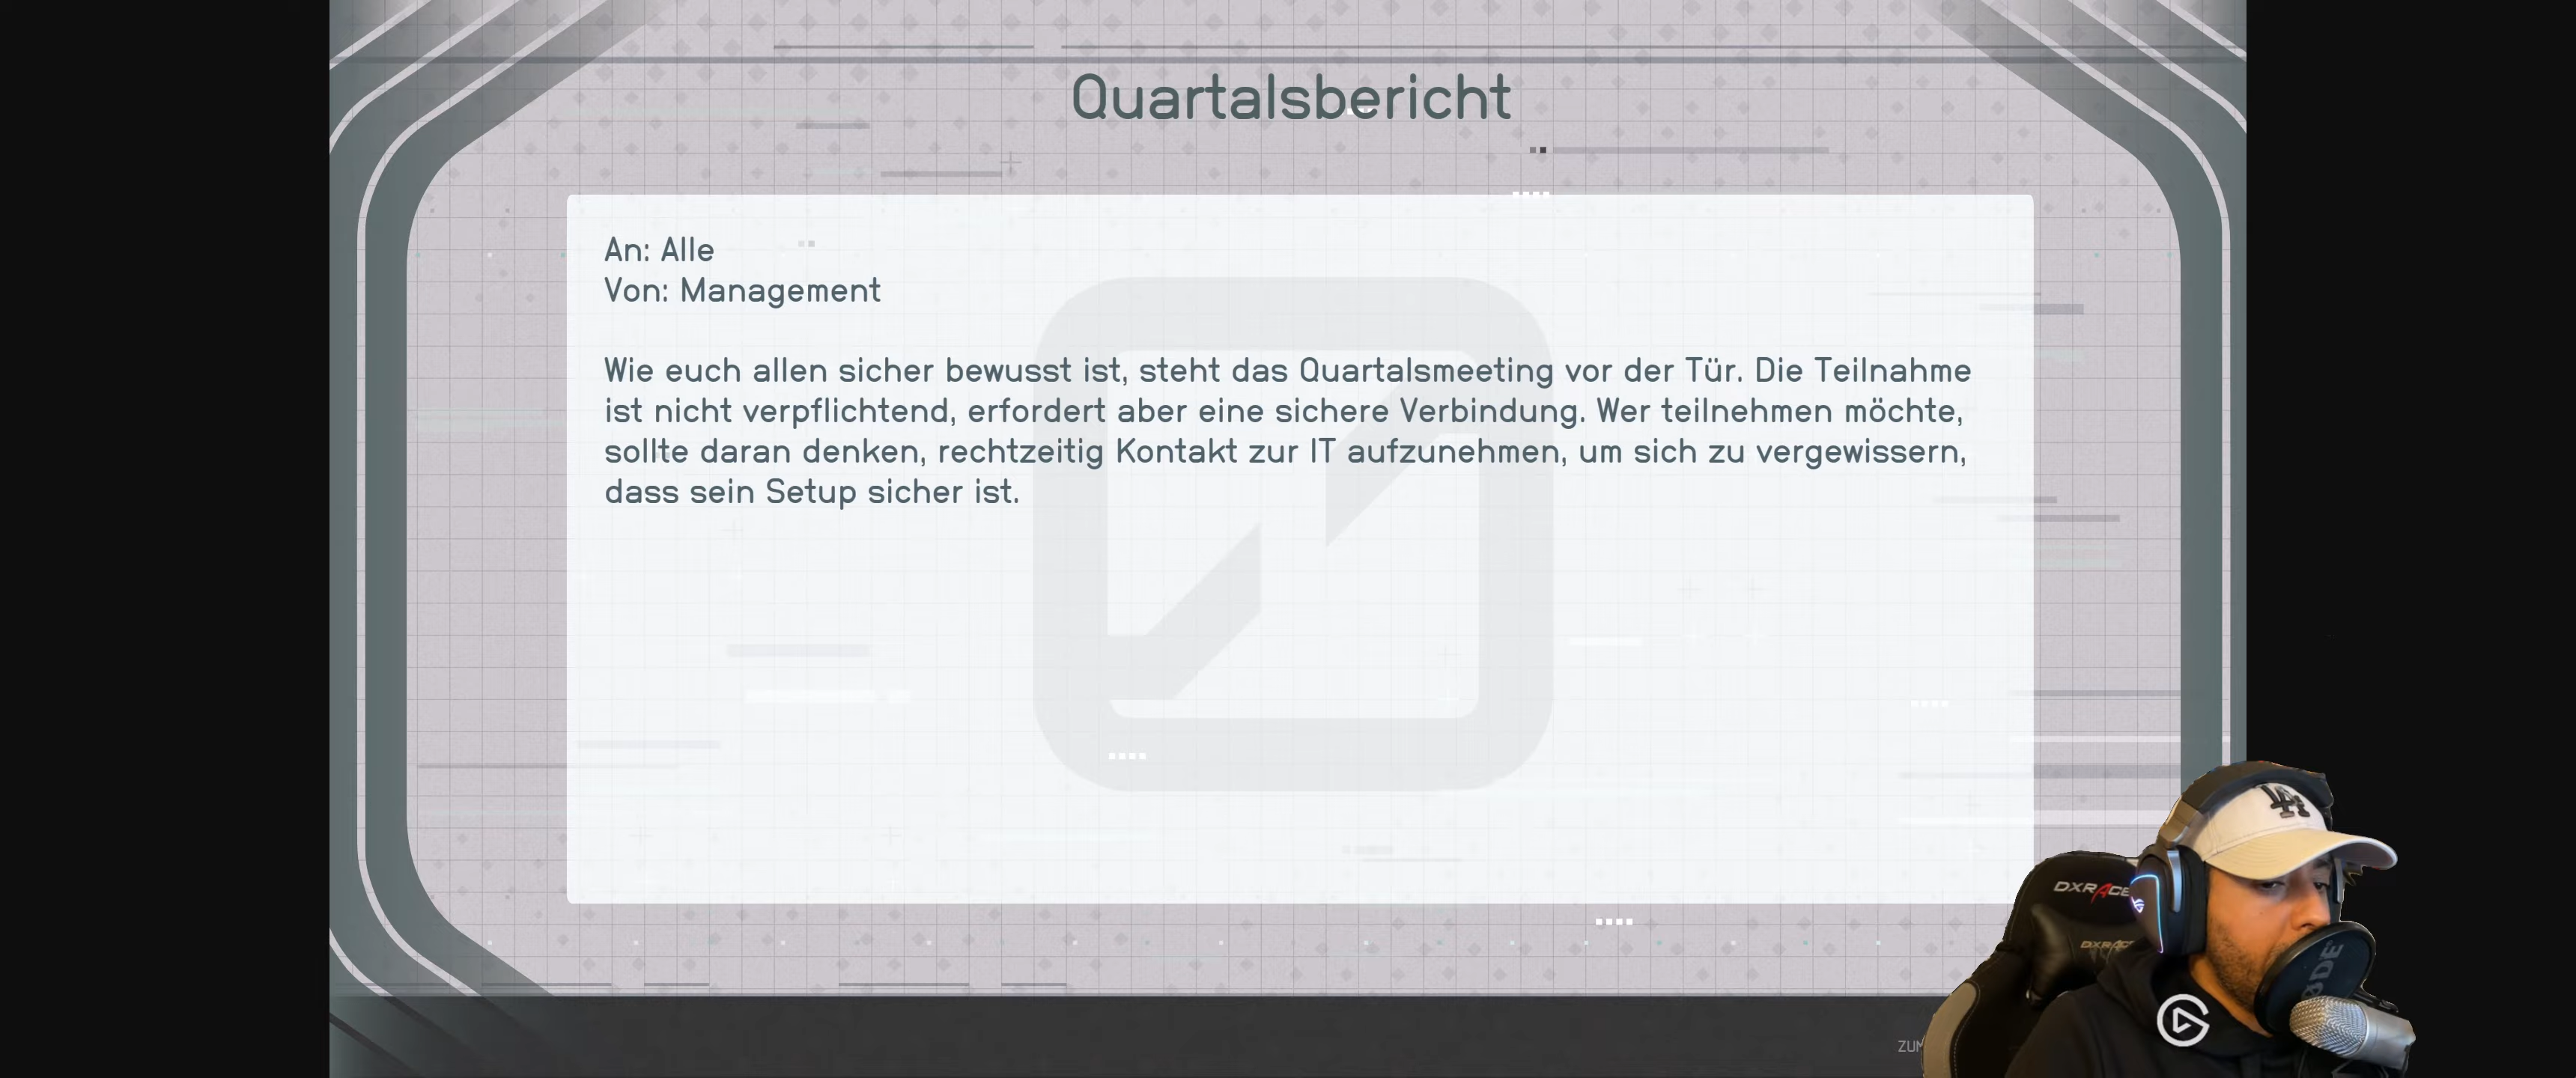 Quartalsbericht
An: Alle
Von: Management
Wie euch allen sicher bewusst ist, steht das Quartalsmeeting vor der Tür. Die Teilnahme
ist nicht verpflichtend, erfordert aber eine sichere Verbindung. Wer teilnehmen möchte,
sollte daran denken, rechtzeitig Kontakt zur IT aufzunehmen, um sich zu vergewissern,
dass sein Setup sicher ist.
LA